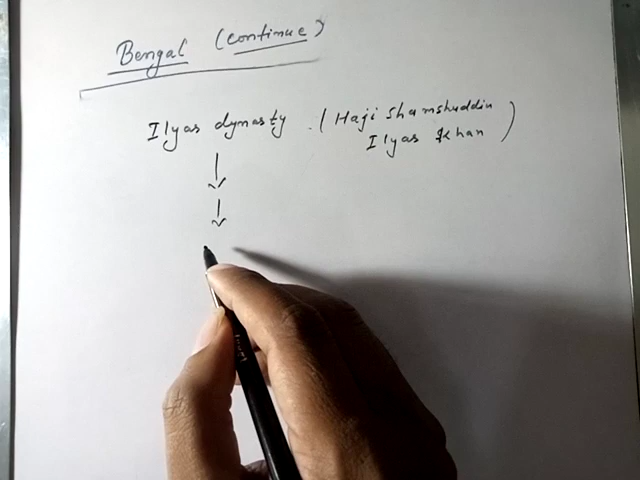 Bengal (continue)
Ilyas dynasty . (Haji Shamshuddin
Ilyas Khan)